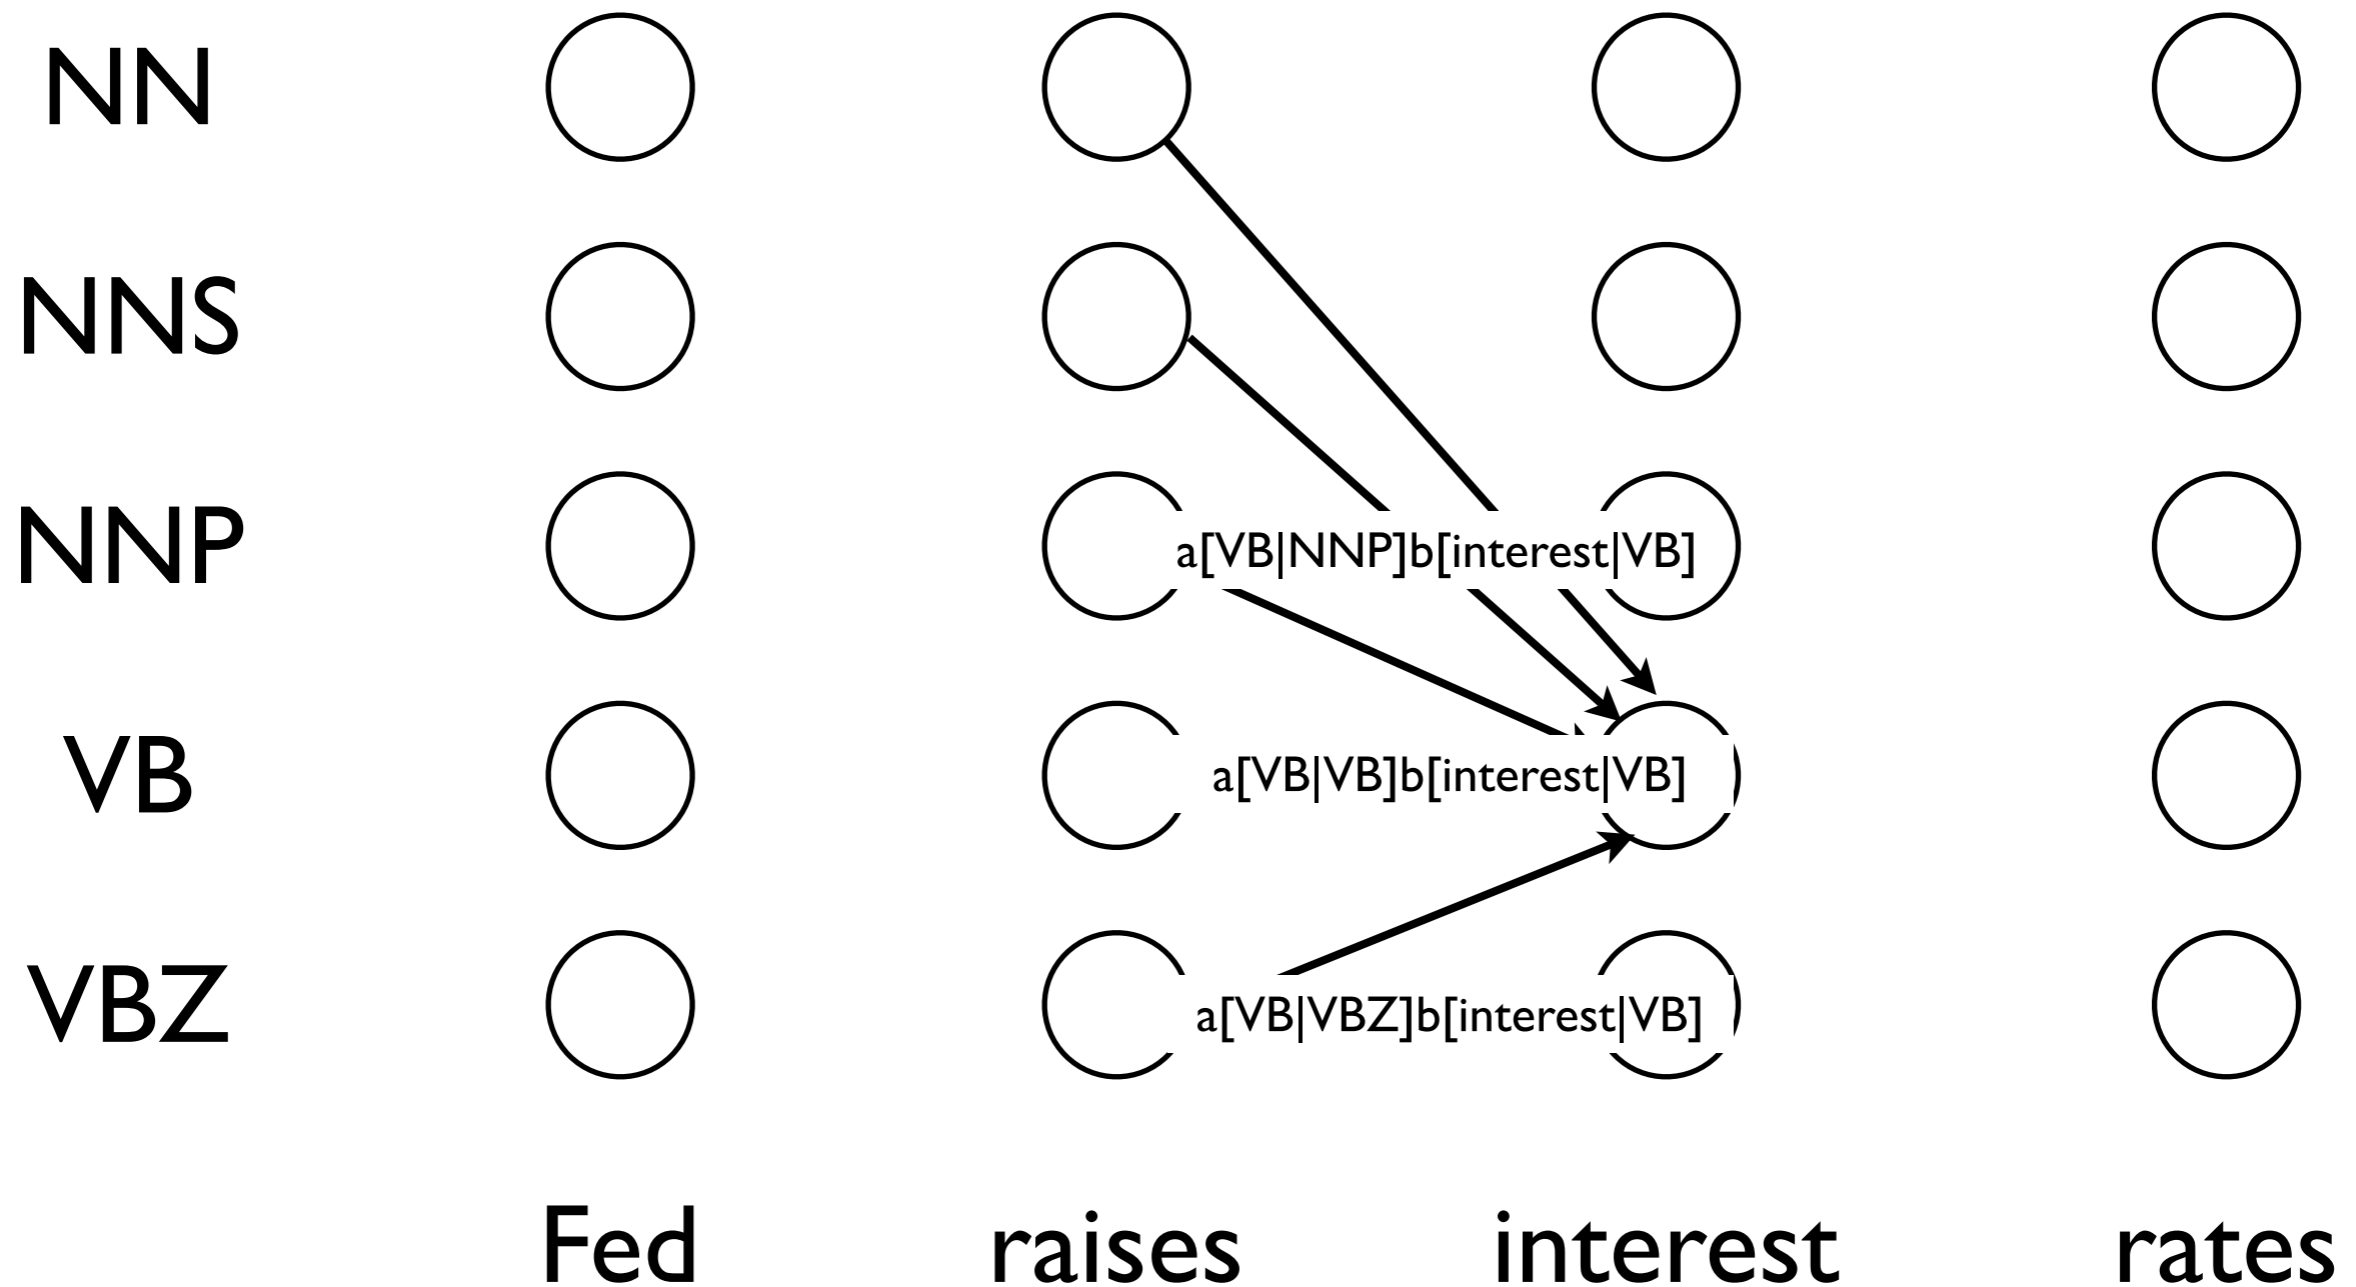 NN
NNS
NNP
a[VB|NNP]b[interest|VB]
VB
a[VB|VB]b[interest|VB]
VBZ
a[VB|VBZ]b[interest|VB]
Fed raises interest rates